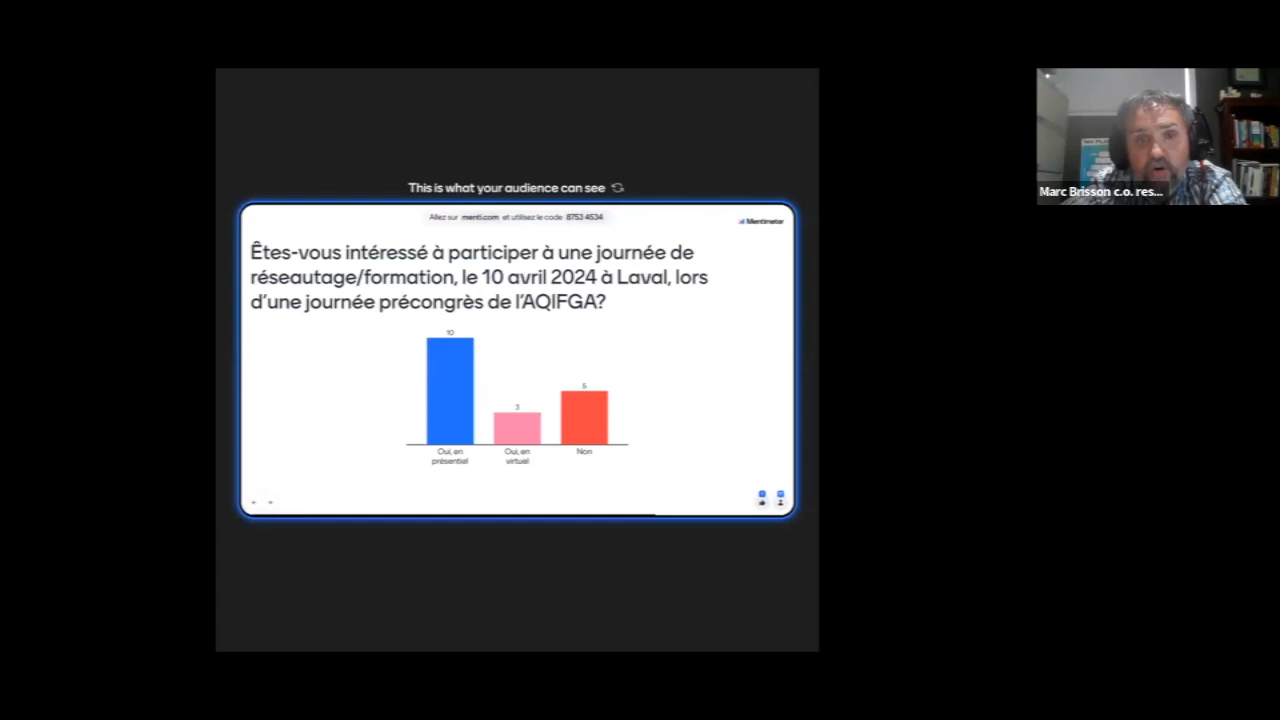 This is what your audience can see
Allez sur menti.com et utilisez le code 8753 4534
Mentimeter
Êtes-vous intéressé à participer à une journée de
réseautage/formation, le 10 avril 2024 à Laval, lors
d'une journée précongrès de l'AQIFGA?
10
3
5
Oui, en
présentiel
Oui, en
virtuel
Non
Marc Brisson c.o. res...